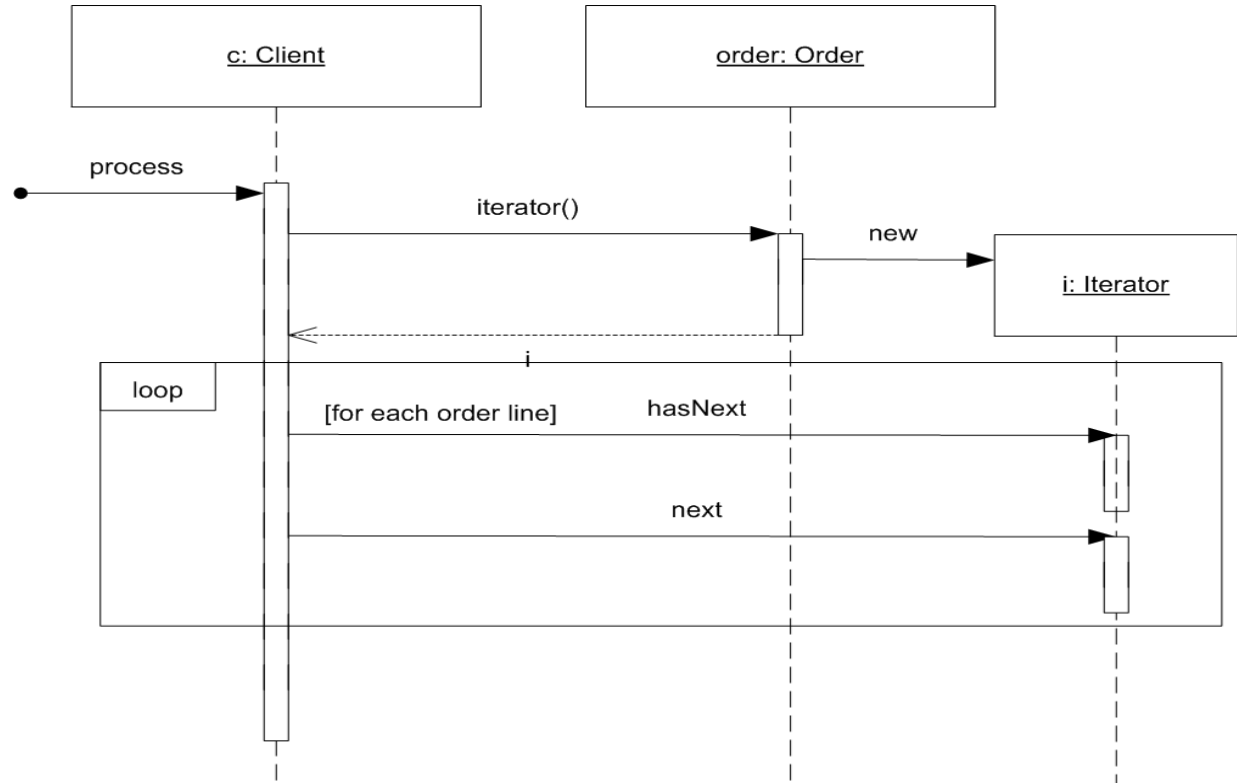 c: Client
order: Order
process
iterator()
new
i: Iterator
i
loop
[for each order line]
hasNext
next